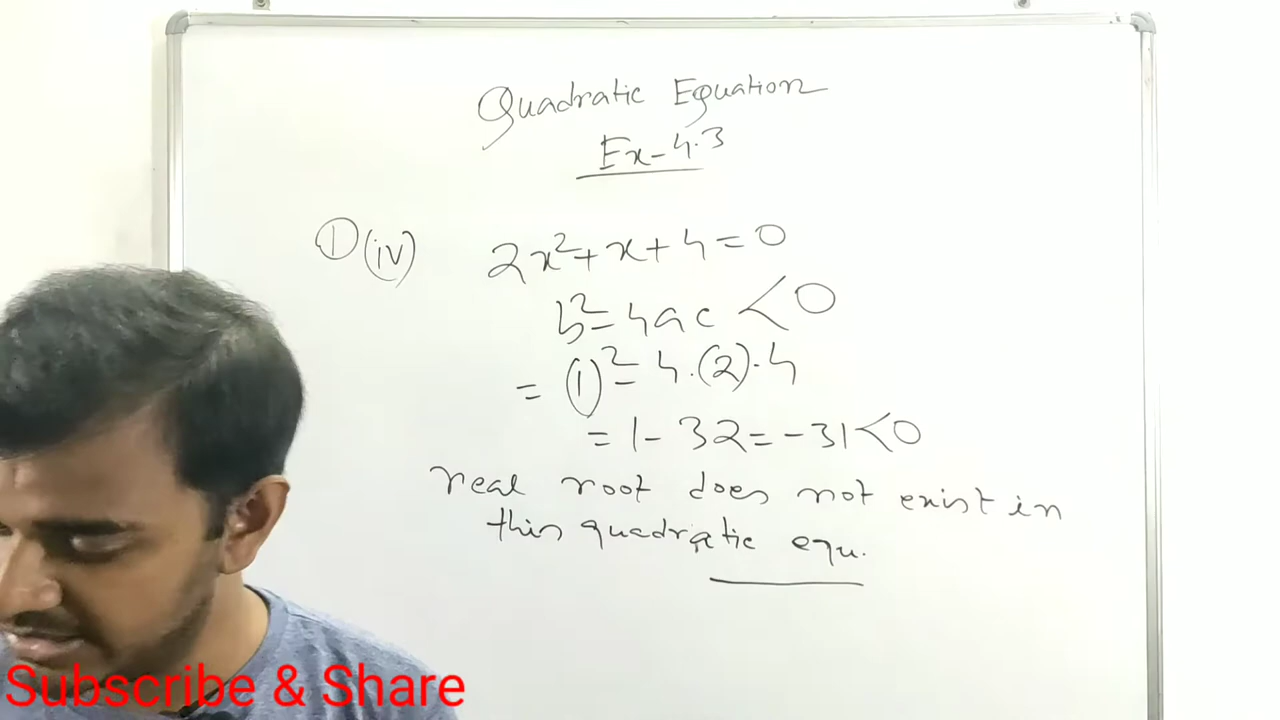 Quadratic Equation
Ex-4.3
① (iv) 2x²+x+4=0
b²-4ac <0
= (1)²-4.(2).4
= 1-32=-31<0
real root does not exist in
this quadratic equ.
Subscribe & Share